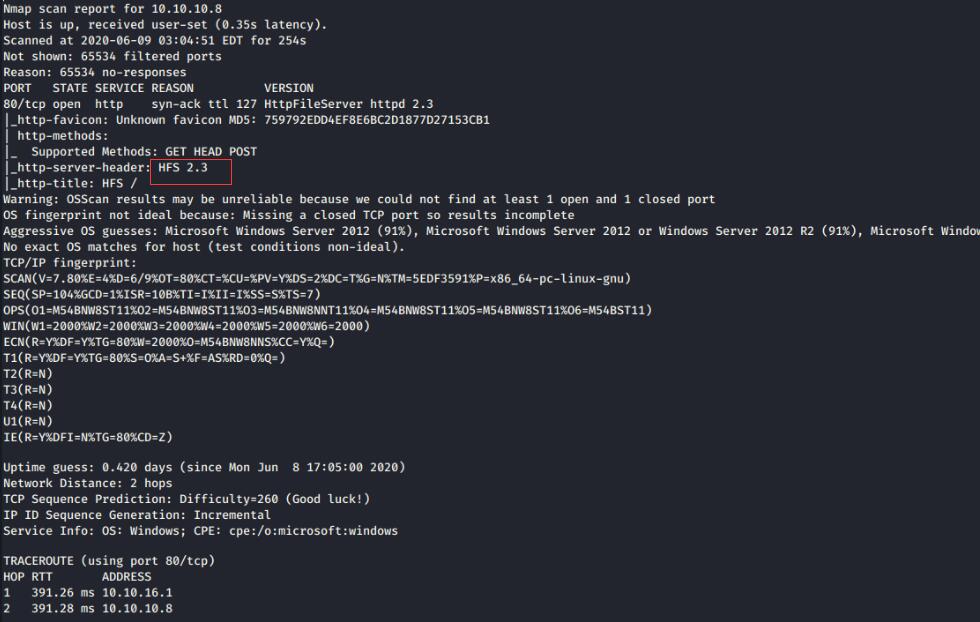 Nmap scan report for 10.10.10.8
Host is up, received user-set (0.35s latency).
Scanned at 2020-06-09 03:04:51 EDT for 254s
Not shown: 65534 filtered ports
Reason: 65534 no-responses
PORT   STATE SERVICE REASON          VERSION
80/tcp open  http    syn-ack ttl 127 HttpFileServer httpd 2.3
|_http-favicon: Unknown favicon MD5: 759792EDD4EF8E6BC2D1877D27153CB1
| http-methods:
|_  Supported Methods: GET HEAD POST
|_http-server-header: HFS 2.3
|_http-title: HFS /
Warning: OSScan results may be unreliable because we could not find at least 1 open and 1 closed port
OS fingerprint not ideal because: Missing a closed TCP port so results incomplete
Aggressive OS guesses: Microsoft Windows Server 2012 (91%), Microsoft Windows Server 2012 or Windows Server 2012 R2 (91%), Microsoft Windo
No exact OS matches for host (test conditions non-ideal).
TCP/IP fingerprint:
SCAN(V=7.80%E=4%D=6/9%OT=80%CT=%CU=%PV=Y%DS=2%DC=T%G=N%TM=5EDF3591%P=x86_64-pc-linux-gnu)
SEQ(SP=104%GCD=1%ISR=10B%TI=I%II=I%SS=S%TS=7)
OPS(O1=M54BNW8ST11%O2=M54BNW8ST11%O3=M54BNW8NNT11%O4=M54BNW8ST11%O5=M54BNW8ST11%O6=M54BST11)
WIN(W1=2000%W2=2000%W3=2000%W4=2000%W5=2000%W6=2000)
ECN(R=Y%DF=Y%TG=80%W=2000%O=M54BNW8NNS%CC=Y%Q=)
T1(R=Y%DF=Y%TG=80%S=O%A=S+%F=AS%RD=0%Q=)
T2(R=N)
T3(R=N)
T4(R=N)
U1(R=N)
IE(R=Y%DFI=N%TG=80%CD=Z)
Uptime guess: 0.420 days (since Mon Jun  8 17:05:00 2020)
Network Distance: 2 hops
TCP Sequence Prediction: Difficulty=260 (Good luck!)
IP ID Sequence Generation: Incremental
Service Info: OS: Windows; CPE: cpe:/o:microsoft:windows
TRACEROUTE (using port 80/tcp)
HOP RTT       ADDRESS
1   391.26 ms 10.10.16.1
2   391.28 ms 10.10.10.8